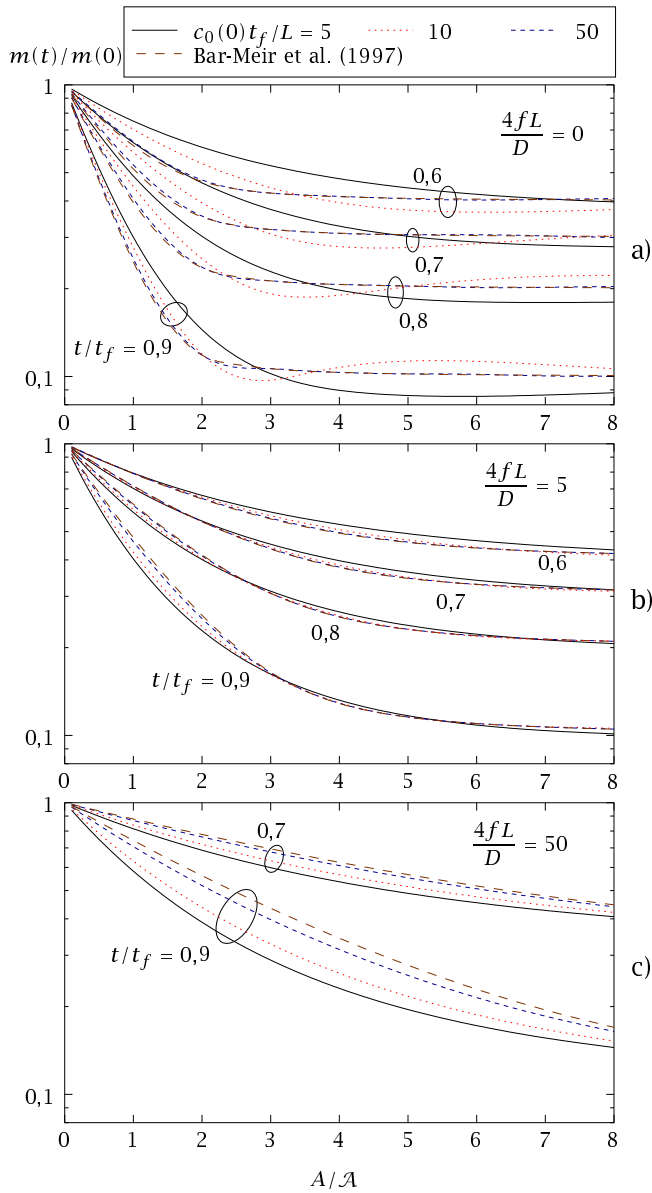 c₀(0)t_f/L = 5 10 50
Bar-Meir et al. (1997)
m(t)/m(0)
1
4fL/D = 0
0,6
0,7
0,8
t/t_f = 0,9
0,1
a)
0 1 2 3 4 5 6 7 8
1
4fL/D = 5
0,6
0,7
0,8
t/t_f = 0,9
0,1
b)
0 1 2 3 4 5 6 7 8
1
0,7
4fL/D = 50
t/t_f = 0,9
0,1
c)
0 1 2 3 4 5 6 7 8
A/𝒜